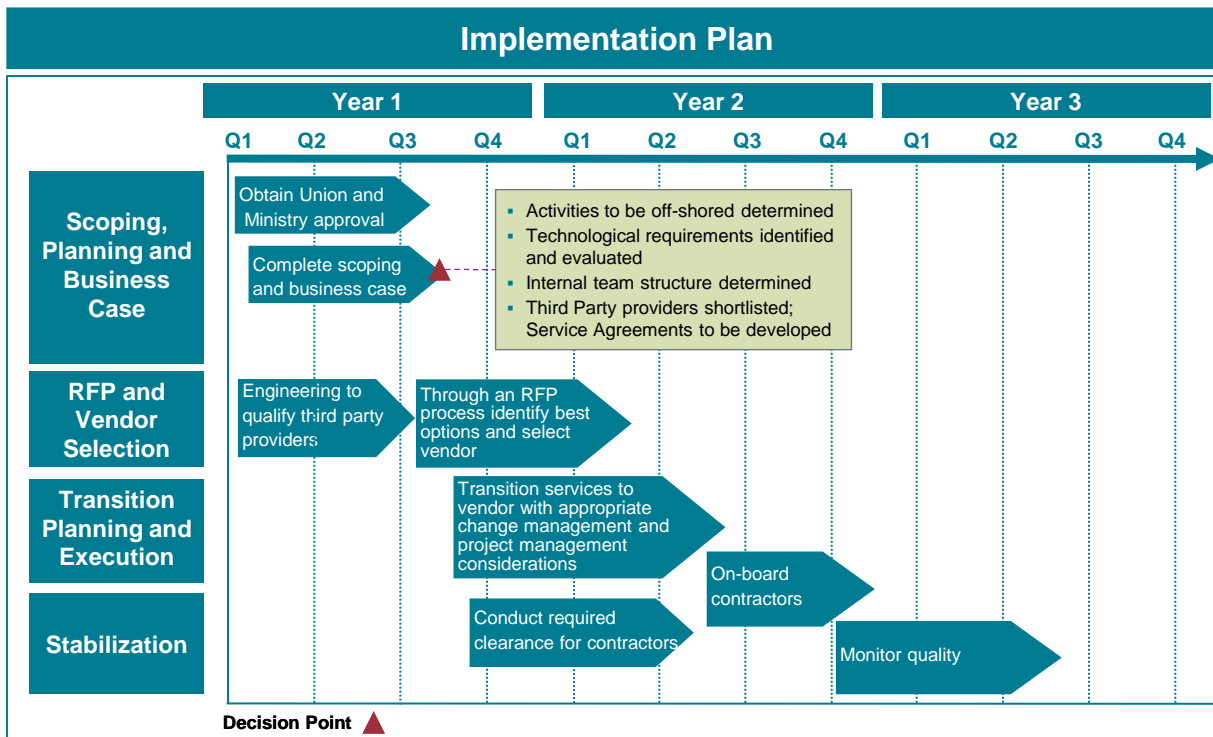 Implementation Plan
Year 1
Year 2
Year 3
Q1
Q2
Q3
Q4
Q1
Q2
Q3
Q4
Q1
Q2
Q3
Q4
Scoping,
Planning and
Business
Case
Obtain Union and
Ministry approval
Complete scoping
and business case
▪ Activities to be off-shored determined
▪ Technological requirements identified
and evaluated
▪ Internal team structure determined
▪ Third Party providers shortlisted;
Service Agreements to be developed
RFP and
Vendor
Selection
Engineering to
qualify third party
providers
Through an RFP
process identify best
options and select
vendor
Transition
Planning and
Execution
Transition services to
vendor with appropriate
change management and
project management
considerations
On-board
contractors
Stabilization
Conduct required
clearance for contractors
Monitor quality
Decision Point